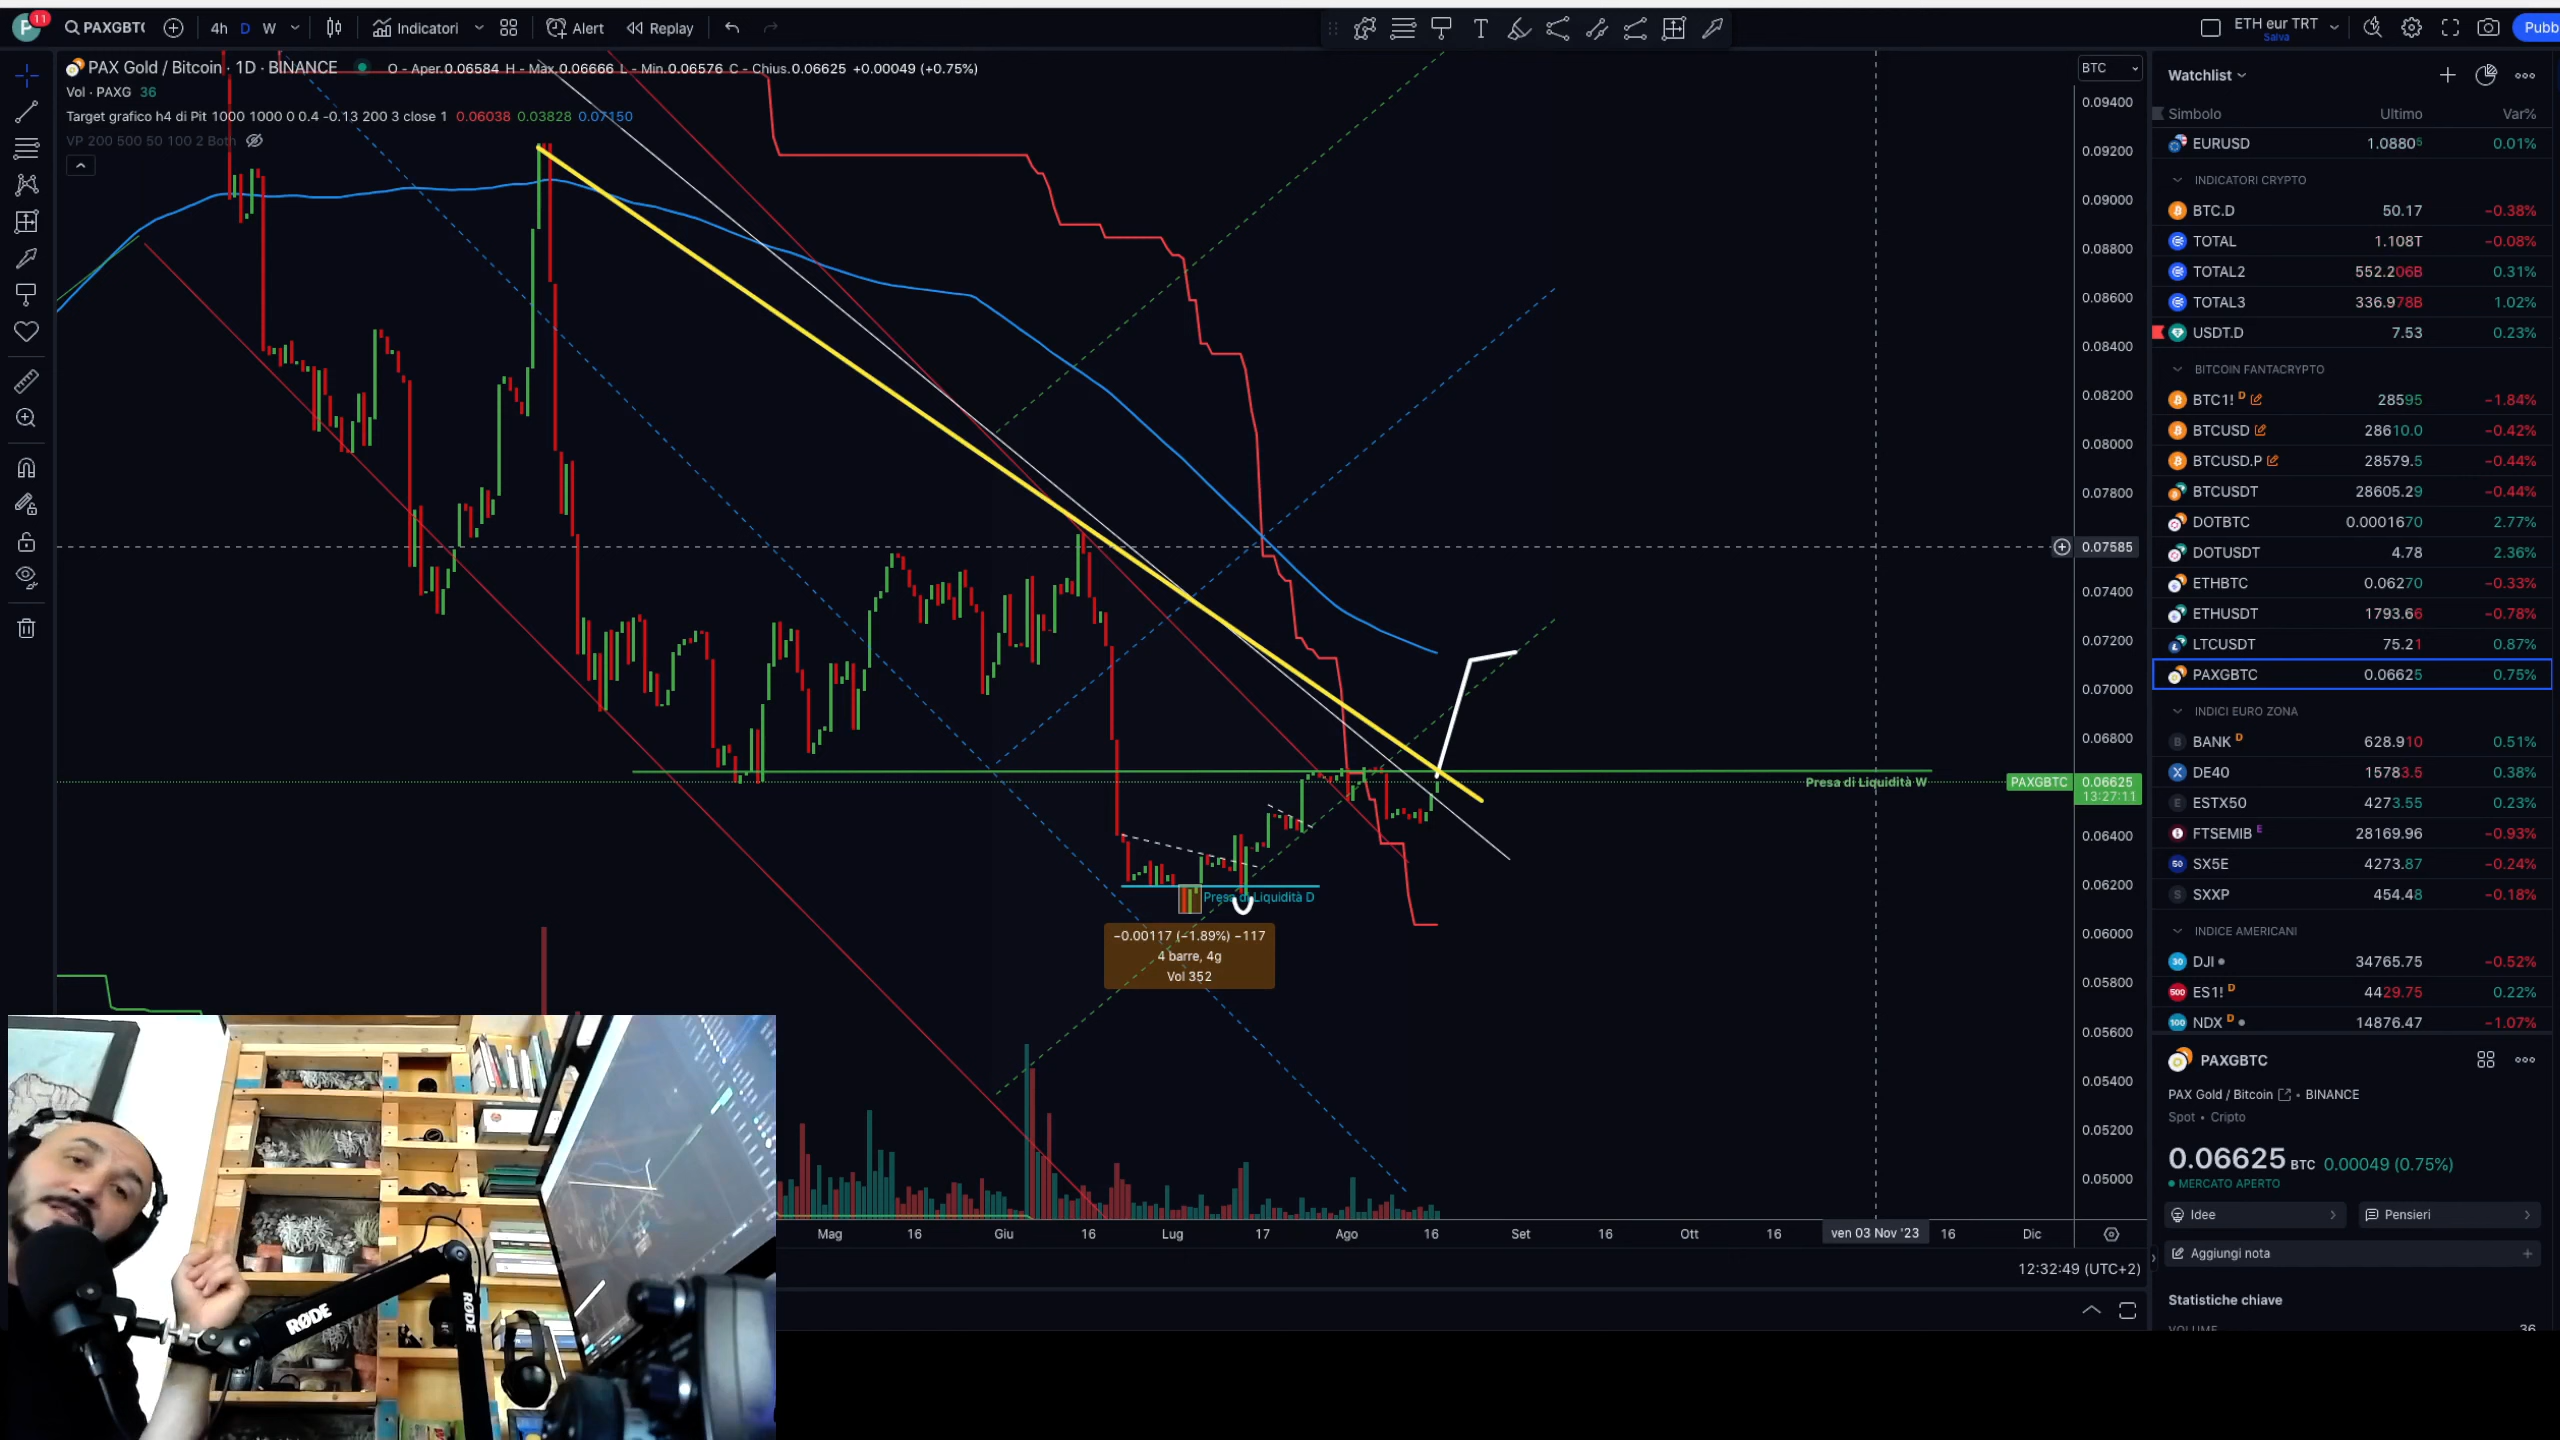 P 11 PAXGBTC 4h D W Indicatori Alert Replay ETH eur TRT Salva Pubb
PAX Gold / Bitcoin · 1D · BINANCE O - Aper.0.06584 H - Max.0.06666 L - Min.0.06576 C - Chius.0.06625 +0.00049 (+0.75%)
Vol · PAXG 36
Target grafico h4 di Pit 1000 1000 0 0.4 -0.13 200 3 close 1 0.06038 0.03828 0.07150
VP 200 500 50 100 2 Both
BTC
0.09400
0.09200
0.09000
0.08800
0.08600
0.08400
0.08200
0.08000
0.07800
0.07585
0.07400
0.07200
0.07000
0.06800
Presa di Liquidità W PAXGBTC 0.06625
13:27:11
0.06400
0.06200
0.06000
0.05800
0.05600
0.05400
0.05200
0.05000
Presa di Liquidità D
−0.00117 (−1.89%) −117
4 barre, 4g
Vol 352
Mag 16 Giu 16 Lug 17 Ago 16 Set 16 Ott 16 ven 03 Nov '23 16 Dic
12:32:49 (UTC+2)
RØDE
RØDE
Watchlist
Simbolo Ultimo Var%
EURUSD 1.08805 0.01%
INDICATORI CRYPTO
BTC.D 50.17 −0.38%
TOTAL 1.108T −0.08%
TOTAL2 552.206B 0.31%
TOTAL3 336.978B 1.02%
USDT.D 7.53 0.23%
BITCOIN FANTACRYPTO
BTC1! D 28595 −1.84%
BTCUSD 28610.0 −0.42%
BTCUSD.P 28579.5 −0.44%
BTCUSDT 28605.29 −0.44%
DOTBTC 0.0001670 2.77%
DOTUSDT 4.78 2.36%
ETHBTC 0.06270 −0.33%
ETHUSDT 1793.66 −0.78%
LTCUSDT 75.21 0.87%
PAXGBTC 0.06625 0.75%
INDICI EURO ZONA
B BANK D 628.910 0.51%
X DE40 15783.5 0.38%
E ESTX50 4273.55 0.23%
FTSEMIB E 28169.96 −0.93%
50 SX5E 4273.87 −0.24%
S SXXP 454.48 −0.18%
INDICE AMERICANI
30 DJI 34765.75 −0.52%
500 ES1! D 4429.75 0.22%
100 NDX D 14876.47 −1.07%
PAXGBTC
PAX Gold / Bitcoin • BINANCE
Spot • Cripto
0.06625 BTC 0.00049 (0.75%)
MERCATO APERTO
Idee Pensieri
Aggiungi nota
Statistiche chiave
VOLUME 36